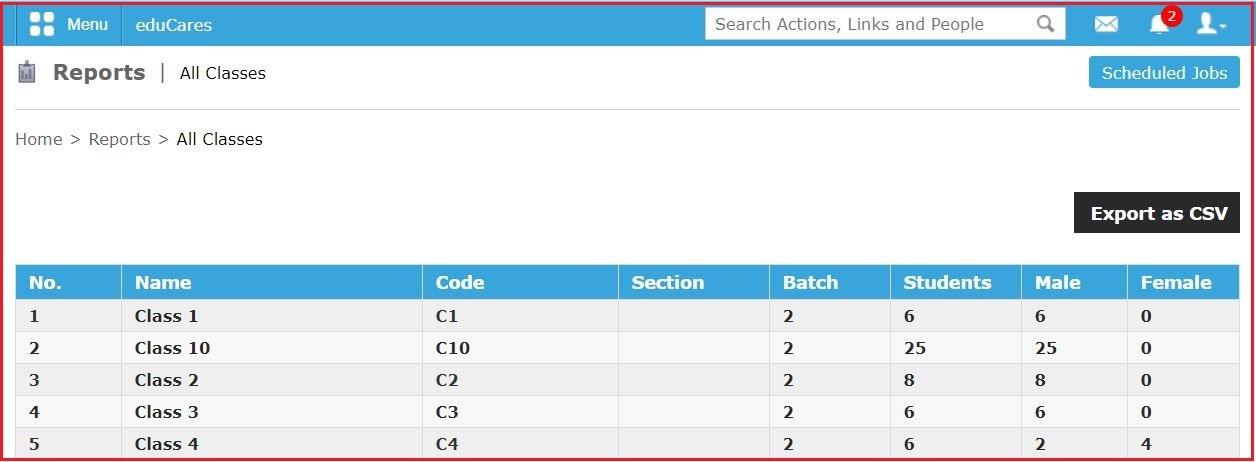 Menu eduCares Search Actions, Links and People 2
Reports | All Classes Scheduled Jobs
Home > Reports > All Classes
Export as CSV
No. Name Code Section Batch Students Male Female
1 Class 1 C1 2 6 6 0
2 Class 10 C10 2 25 25 0
3 Class 2 C2 2 8 8 0
4 Class 3 C3 2 6 6 0
5 Class 4 C4 2 6 2 4